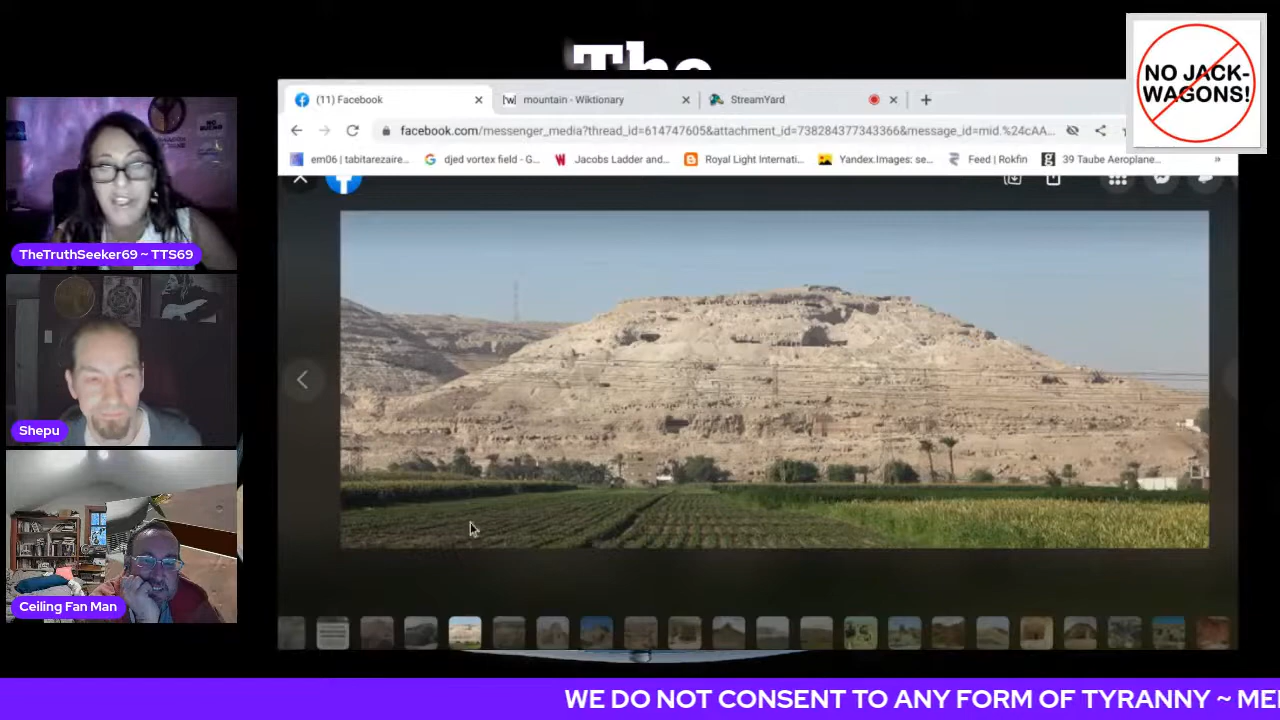 The
NO JACK-
WAGONS!
(11) Facebook
mountain - Wiktionary
StreamYard
facebook.com/messenger_media?thread_id=614747605&attachment_id=738284377343366&message_id=mid.%24cAA...
em06 | tabitarezaire...
djed vortex field - G...
Jacobs Ladder and...
Royal Light Internati...
Yandex.Images: se...
Feed | Rokfin
39 Taube Aeroplane...
»
TheTruthSeeker69 ~ TTS69
Shepu
Ceiling Fan Man
WE DO NOT CONSENT TO ANY FORM OF TYRANNY ~ ME